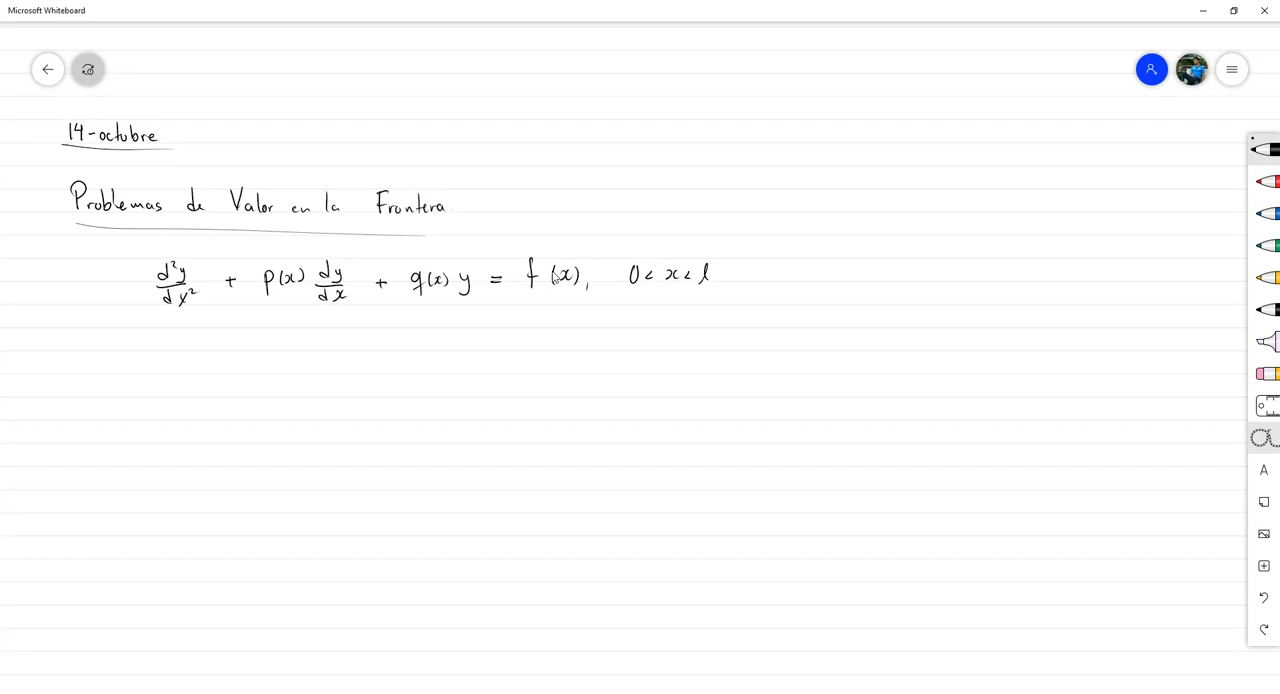 Microsoft Whiteboard
14-octubre
Problemas de Valor en la Frontera.
d²y/dx² + p(x) dy/dx + q(x) y = f(x), 0 < x < l
A